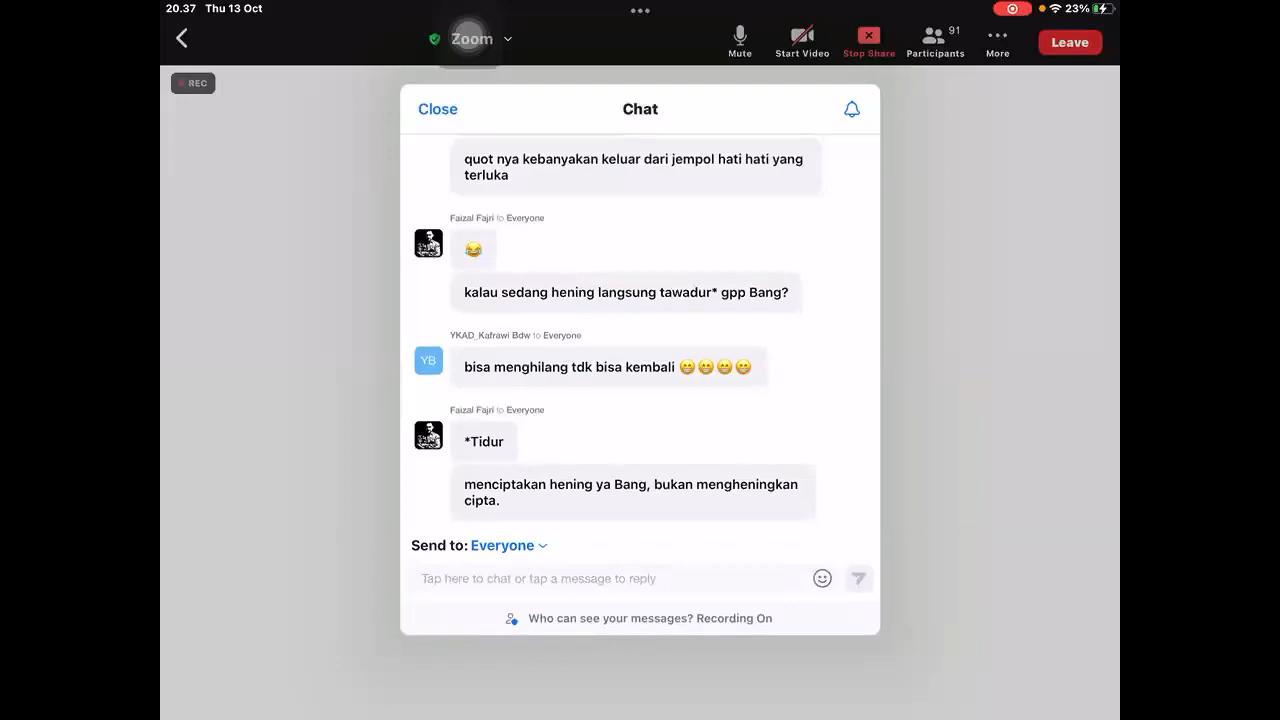 20.37 Thu 13 Oct
23%
Zoom
Mute
Start Video
Stop Share
91
Participants
More
Leave
REC
Close
Chat
quot nya kebanyakan keluar dari jempol hati hati yang
terluka
Faizal Fajri to Everyone
😂
kalau sedang hening langsung tawadur* gpp Bang?
YKAD_Kafrawi Bdw to Everyone
YB
bisa menghilang tdk bisa kembali 😁😁😁😁
Faizal Fajri to Everyone
*Tidur
menciptakan hening ya Bang, bukan mengheningkan
cipta.
Send to: Everyone
Tap here to chat or tap a message to reply
Who can see your messages? Recording On